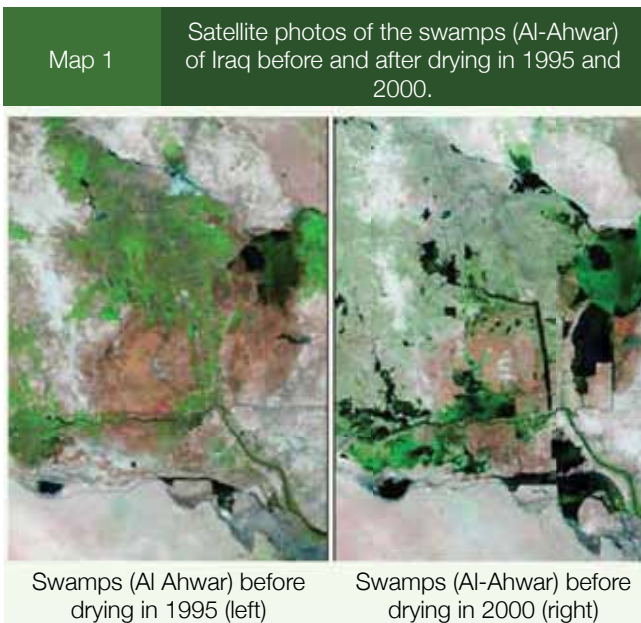 Map 1
Satellite photos of the swamps (Al-Ahwar)
of Iraq before and after drying in 1995 and
2000.
Swamps (Al Ahwar) before
drying in 1995 (left)
Swamps (Al-Ahwar) before
drying in 2000 (right)